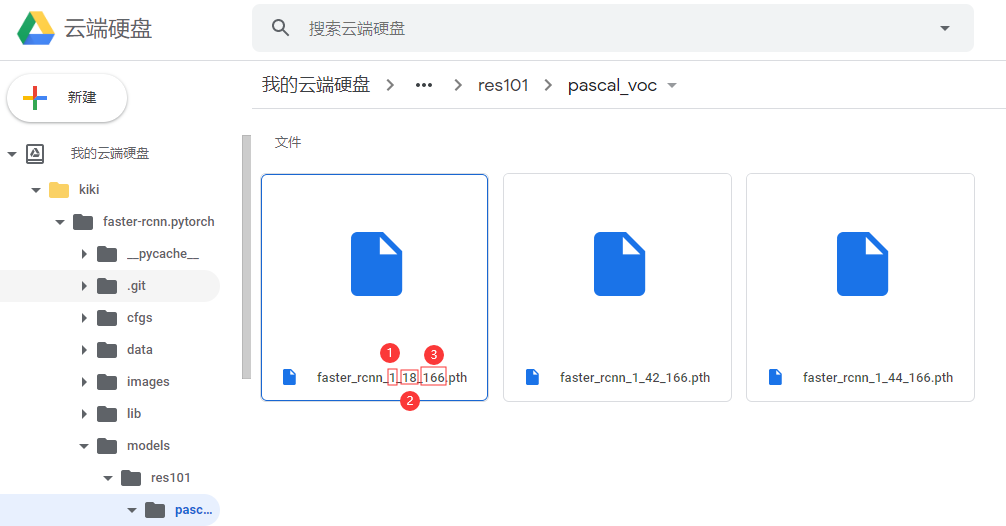 云端硬盘
搜索云端硬盘
新建
我的云端硬盘
kiki
faster-rcnn.pytorch
__pycache__
.git
cfgs
data
images
lib
models
res101
pasc...
我的云端硬盘 > ••• > res101 > pascal_voc
文件
1 3
faster_rcnn_1_18_166.pth
2
faster_rcnn_1_42_166.pth
faster_rcnn_1_44_166.pth